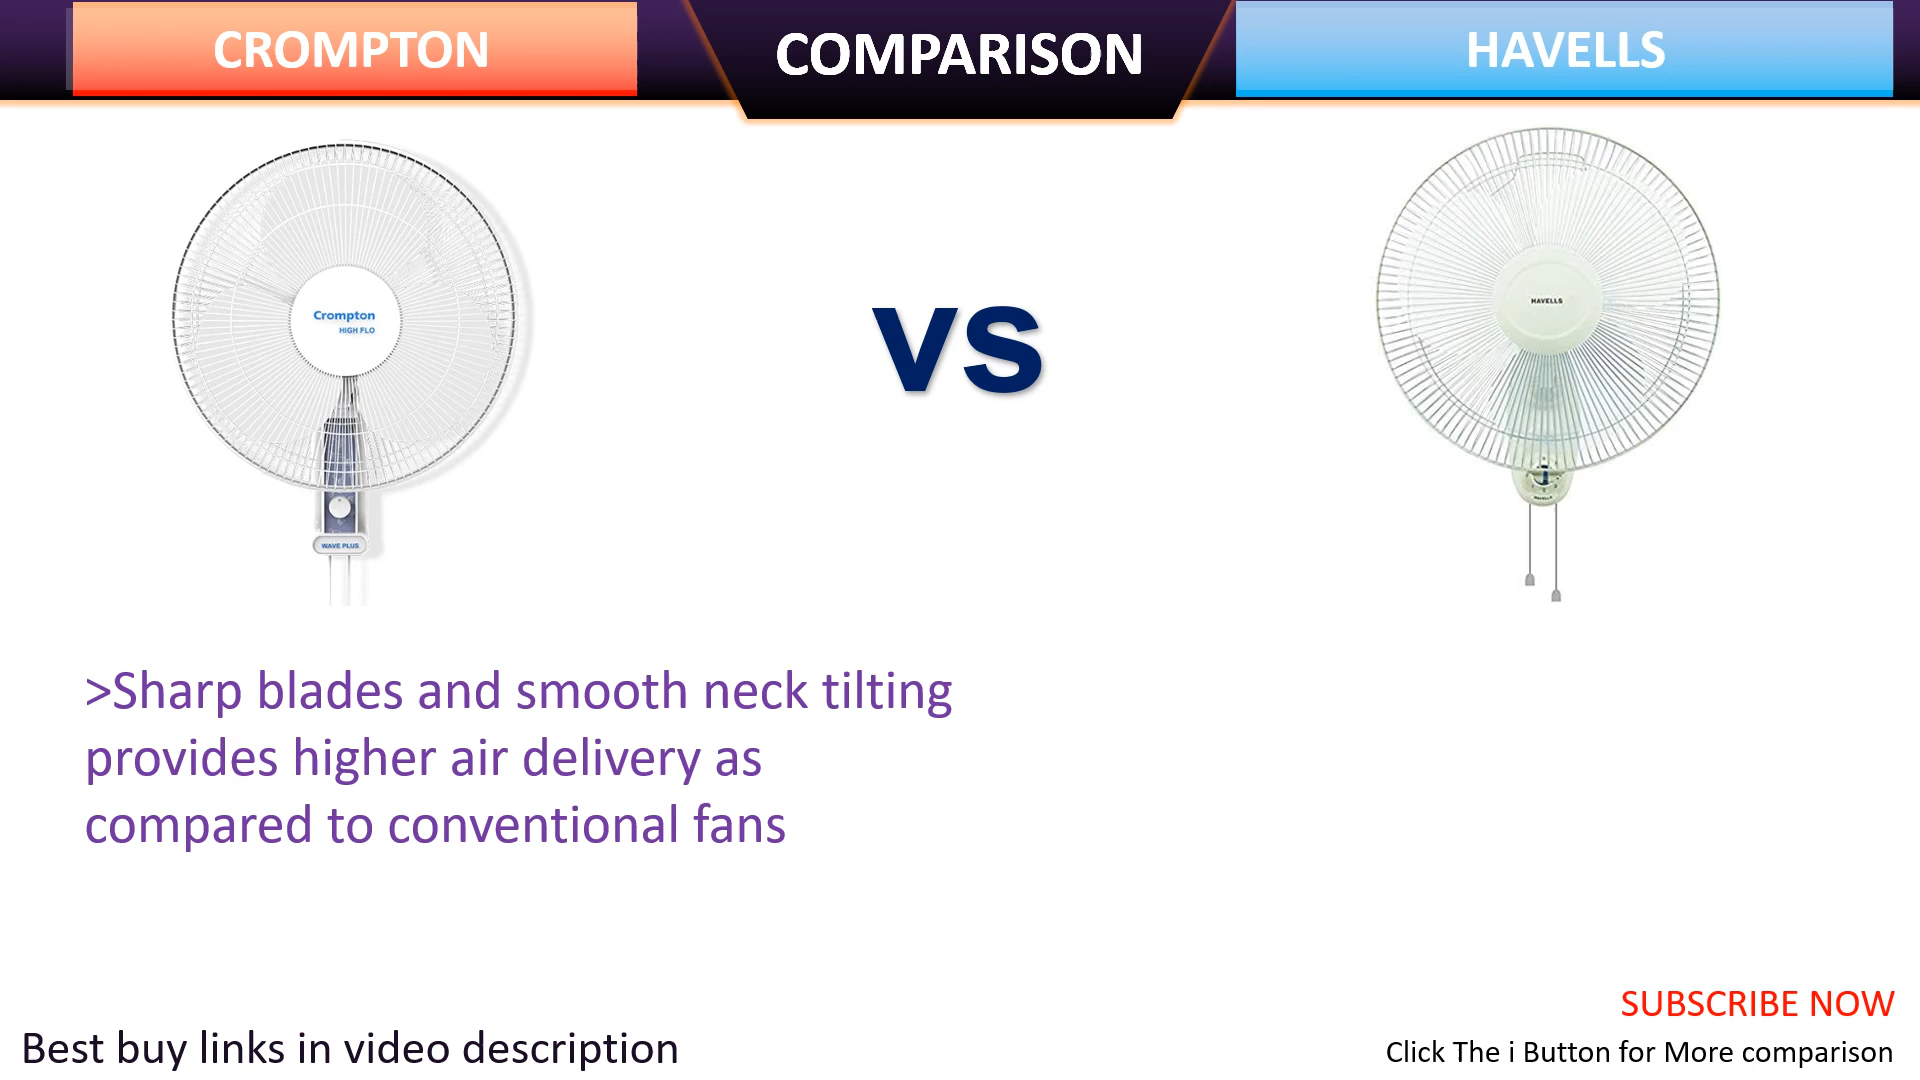 CROMPTON
COMPARISON
HAVELLS
Crompton
HIGH FLO
WAVE PLUS
VS
HAVELLS
HAVELLS
>Sharp blades and smooth neck tilting
provides higher air delivery as
compared to conventional fans
SUBSCRIBE NOW
Best buy links in video description
Click The i Button for More comparison